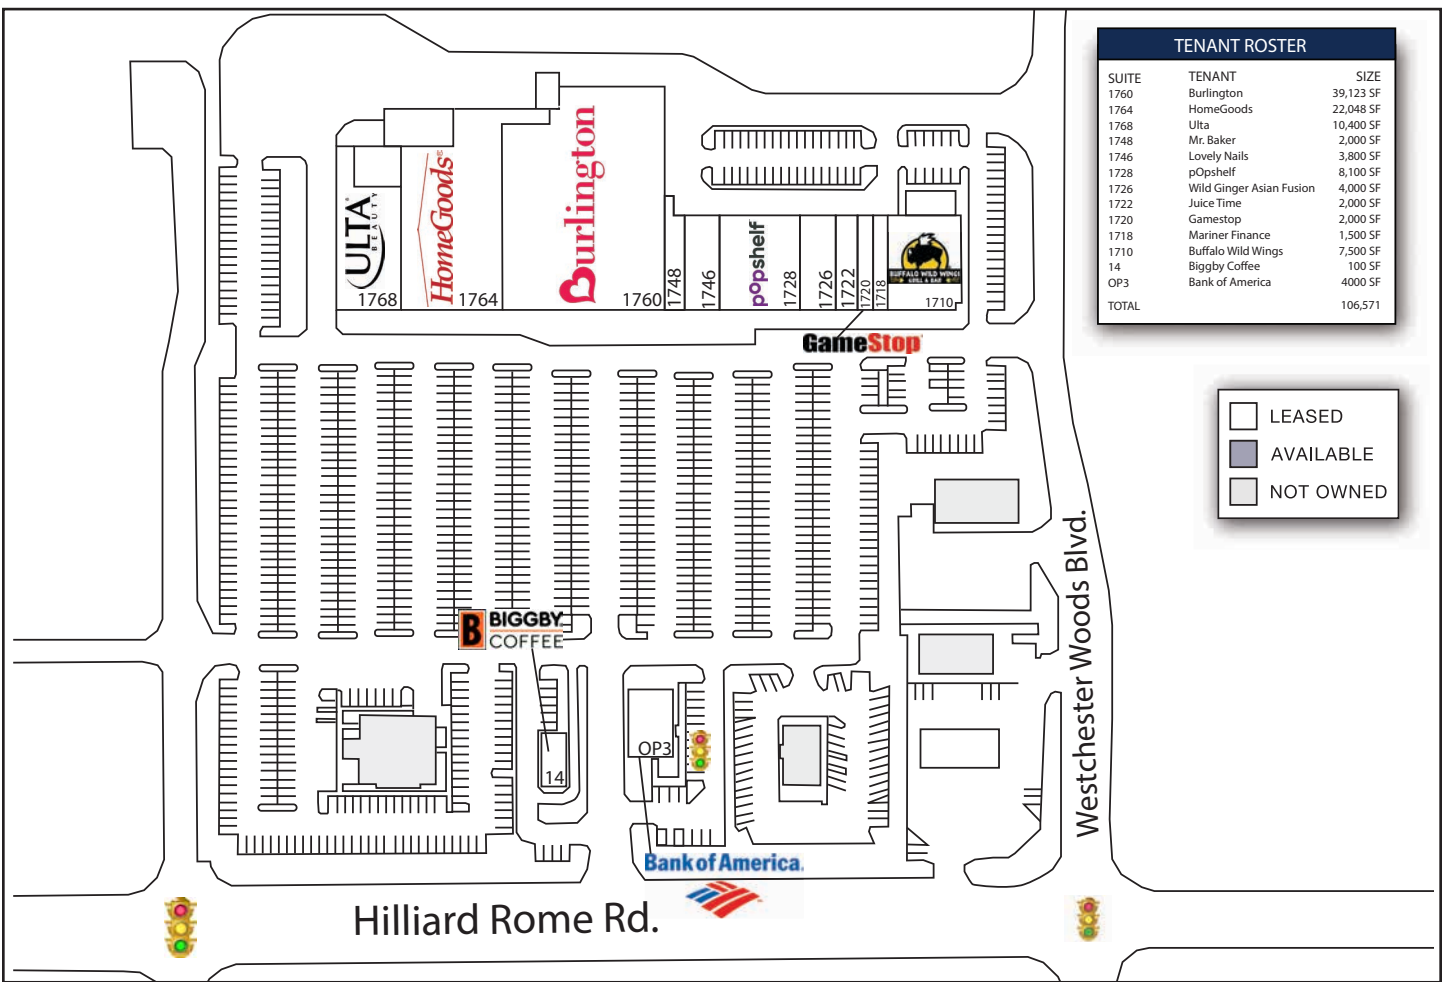 TENANT ROSTER
SUITE TENANT SIZE
1760 Burlington 39,123 SF
1764 HomeGoods 22,048 SF
1768 Ulta 10,400 SF
1748 Mr. Baker 2,000 SF
1746 Lovely Nails 3,800 SF
1728 pOpshelf 8,100 SF
1726 Wild Ginger Asian Fusion 4,000 SF
1722 Juice Time 2,000 SF
1720 Gamestop 2,000 SF
1718 Mariner Finance 1,500 SF
1710 Buffalo Wild Wings 7,500 SF
14 Biggby Coffee 100 SF
OP3 Bank of America 4000 SF
TOTAL 106,571
ULTA
BEAUTY
1768
HomeGoods®
1764
Burlington
1760
1748
1746
pOpshelf
1728
1726
1722
1720
1718
BUFFALO WILD WINGS
GRILL & BAR
1710
GameStop
LEASED
AVAILABLE
NOT OWNED
B BIGGBY®
COFFEE
14
OP3
Bank of America.
Westchester Woods Blvd.
Hilliard Rome Rd.